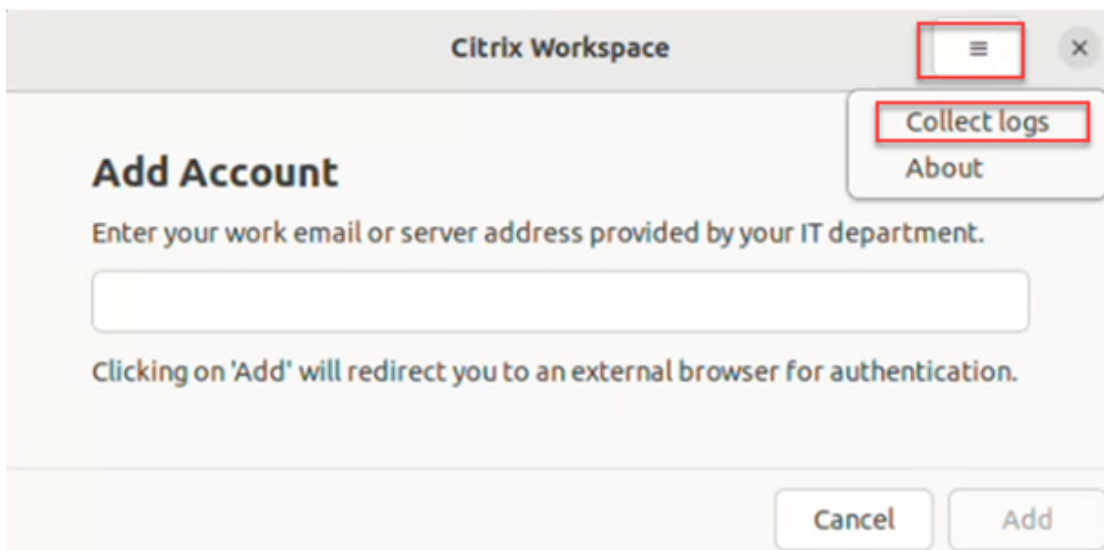 Citrix Workspace
Collect logs
About
Add Account
Enter your work email or server address provided by your IT department.
Clicking on 'Add' will redirect you to an external browser for authentication.
Cancel
Add